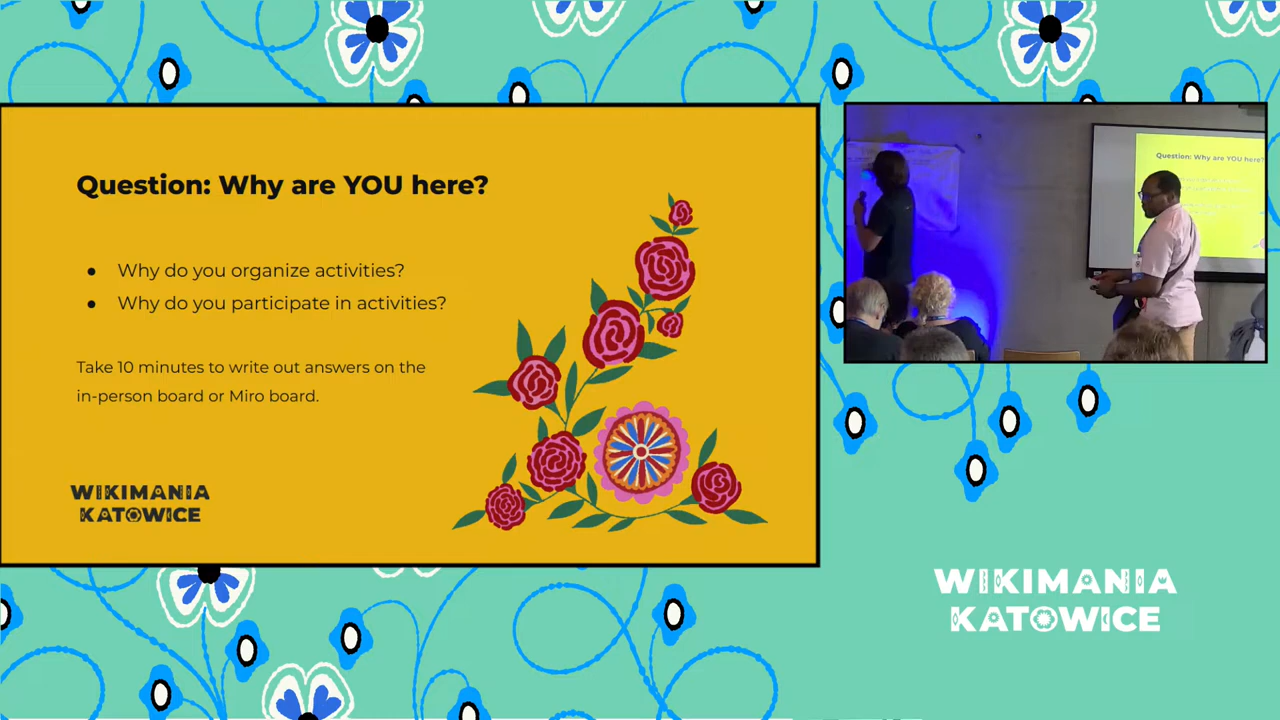 Question: Why are YOU here?
● Why do you organize activities?
● Why do you participate in activities?
Take 10 minutes to write out answers on the
in-person board or Miro board.
WIKIMANIA
KATOWICE
Question: Why are YOU here?
WIKIMANIA
KATOWICE